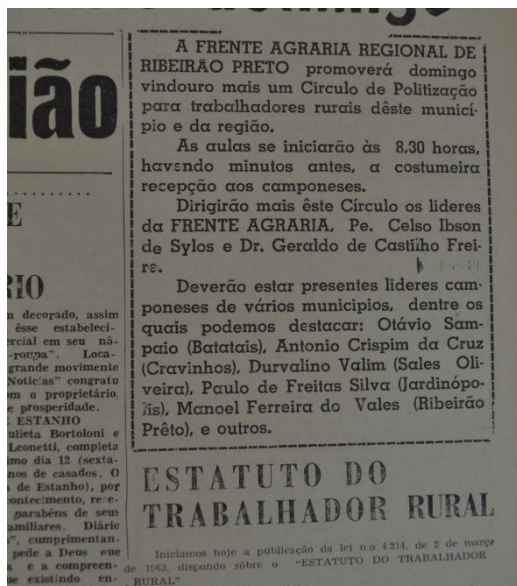 ião
E
RIO
n decorado, assim
êsse estabeleci-
ercial em seu nô-
-roupa". Loca-
grande movimento
Noticias" congratu
om o proprietário,
e prosperidade.
E ESTANHO
ulieta Bortoloni e
Leonetti, completa
imo dia 12 (sexta-
nos de casados. O
a de Estanho), por
contecimento, rece-
parabéns de seus
amiliares. Diário
", cumprimentan-
pede a Deus que
a e a compreen-
e existindo en-
A FRENTE AGRARIA REGIONAL DE
RIBEIRÃO PRETO promoverá domingo
vindouro mais um Circulo de Politização
para trabalhadores rurais dêste municí-
pio e da região.
As aulas se iniciarão às 8,30 horas,
havendo minutos antes, a costumeira
recepção aos camponeses.
Dirigirão mais êste Círculo os lideres
da FRENTE AGRARIA, Pe. Celso Ibson
de Sylos e Dr. Geraldo de Castilho Frei-
re.
Deverão estar presentes lideres cam-
poneses de vários municipios, dentre os
quais podemos destacar: Otávio Sam-
paio (Batatais), Antonio Crispim da Cruz
(Cravinhos), Durvalino Valim (Sales Oli-
veira), Paulo de Freitas Silva (Jardinópo-
lis), Manoel Ferreira do Vales (Ribeirão
Prêto), e outros.
ESTATUTO DO
TRABALHADOR RURAL
Iniciamos hoje a publicação da lei n.o 4.214, de 2 de março
de 1963, dispondo sôbre o "ESTATUTO DO TRABALHADOR
RURAL"